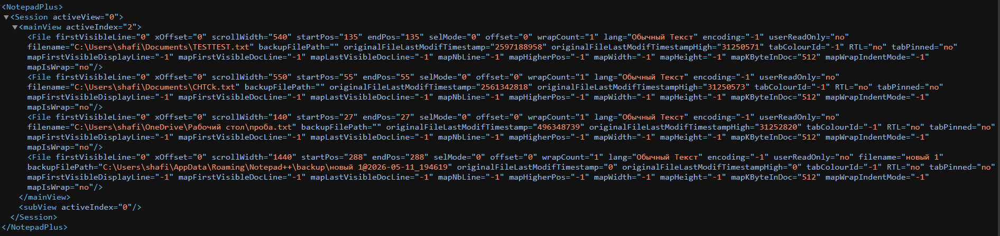 <NotepadPlus>
▼<Session activeView="0">
▼<mainView activeIndex="2">
<File firstVisibleLine="0" xOffset="0" scrollWidth="540" startPos="135" endPos="135" selMode="0" offset="0" wrapCount="1" lang="Обычный Текст" encoding="-1" userReadOnly="no"
filename="C:\Users\shafi\Documents\TESTTEST.txt" backupFilePath="" originalFileLastModifTimestamp="2597188958" originalFileLastModifTimestampHigh="31250571" tabColourId="-1" RTL="no" tabPinned="no"
mapFirstVisibleDisplayLine="-1" mapFirstVisibleDocLine="-1" mapLastVisibleDocLine="-1" mapNbLine="-1" mapHigherPos="-1" mapWidth="-1" mapHeight="-1" mapKByteInDoc="512" mapWrapIndentMode="-1"
mapIsWrap="no"/>
<File firstVisibleLine="0" xOffset="0" scrollWidth="550" startPos="55" endPos="55" selMode="0" offset="0" wrapCount="1" lang="Обычный Текст" encoding="-1" userReadOnly="no"
filename="C:\Users\shafi\Documents\CHTCk.txt" backupFilePath="" originalFileLastModifTimestamp="2561342818" originalFileLastModifTimestampHigh="31250573" tabColourId="-1" RTL="no" tabPinned="no"
mapFirstVisibleDisplayLine="-1" mapFirstVisibleDocLine="-1" mapLastVisibleDocLine="-1" mapNbLine="-1" mapHigherPos="-1" mapWidth="-1" mapHeight="-1" mapKByteInDoc="512" mapWrapIndentMode="-1"
mapIsWrap="no"/>
<File firstVisibleLine="0" xOffset="0" scrollWidth="140" startPos="27" endPos="27" selMode="0" offset="0" wrapCount="1" lang="Обычный Текст" encoding="-1" userReadOnly="no"
filename="C:\Users\shafi\OneDrive\Рабочий стол\проба.txt" backupFilePath="" originalFileLastModifTimestamp="496348739" originalFileLastModifTimestampHigh="31252820" tabColourId="-1" RTL="no" tabPinned="no"
mapFirstVisibleDisplayLine="-1" mapFirstVisibleDocLine="-1" mapLastVisibleDocLine="-1" mapNbLine="-1" mapHigherPos="-1" mapWidth="-1" mapHeight="-1" mapKByteInDoc="512" mapWrapIndentMode="-1"
mapIsWrap="no"/>
<File firstVisibleLine="0" xOffset="0" scrollWidth="1440" startPos="288" endPos="288" selMode="0" offset="0" wrapCount="1" lang="Обычный Текст" encoding="-1" userReadOnly="no" filename="новый 1"
backupFilePath="C:\Users\shafi\AppData\Roaming\Notepad++\backup\новый 1@2026-05-11_194619" originalFileLastModifTimestamp="0" originalFileLastModifTimestampHigh="0" tabColourId="-1" RTL="no" tabPinned="no"
mapFirstVisibleDisplayLine="-1" mapFirstVisibleDocLine="-1" mapLastVisibleDocLine="-1" mapNbLine="-1" mapHigherPos="-1" mapWidth="-1" mapHeight="-1" mapKByteInDoc="512" mapWrapIndentMode="-1"
mapIsWrap="no"/>
</mainView>
<subView activeIndex="0"/>
</Session>
</NotepadPlus>